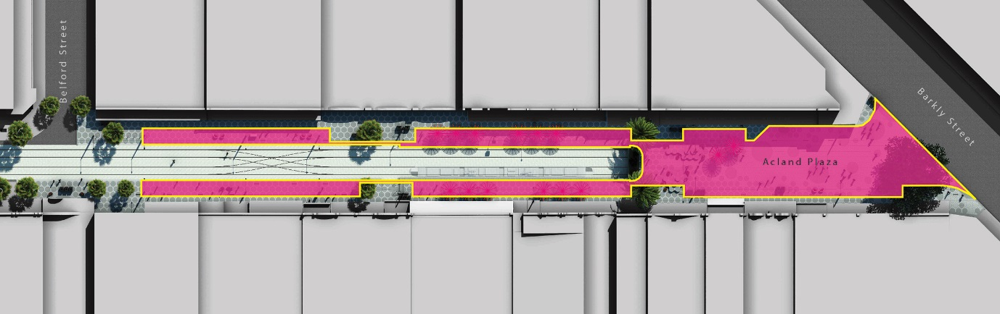 Belford Street
Barkly Street
Acland Plaza